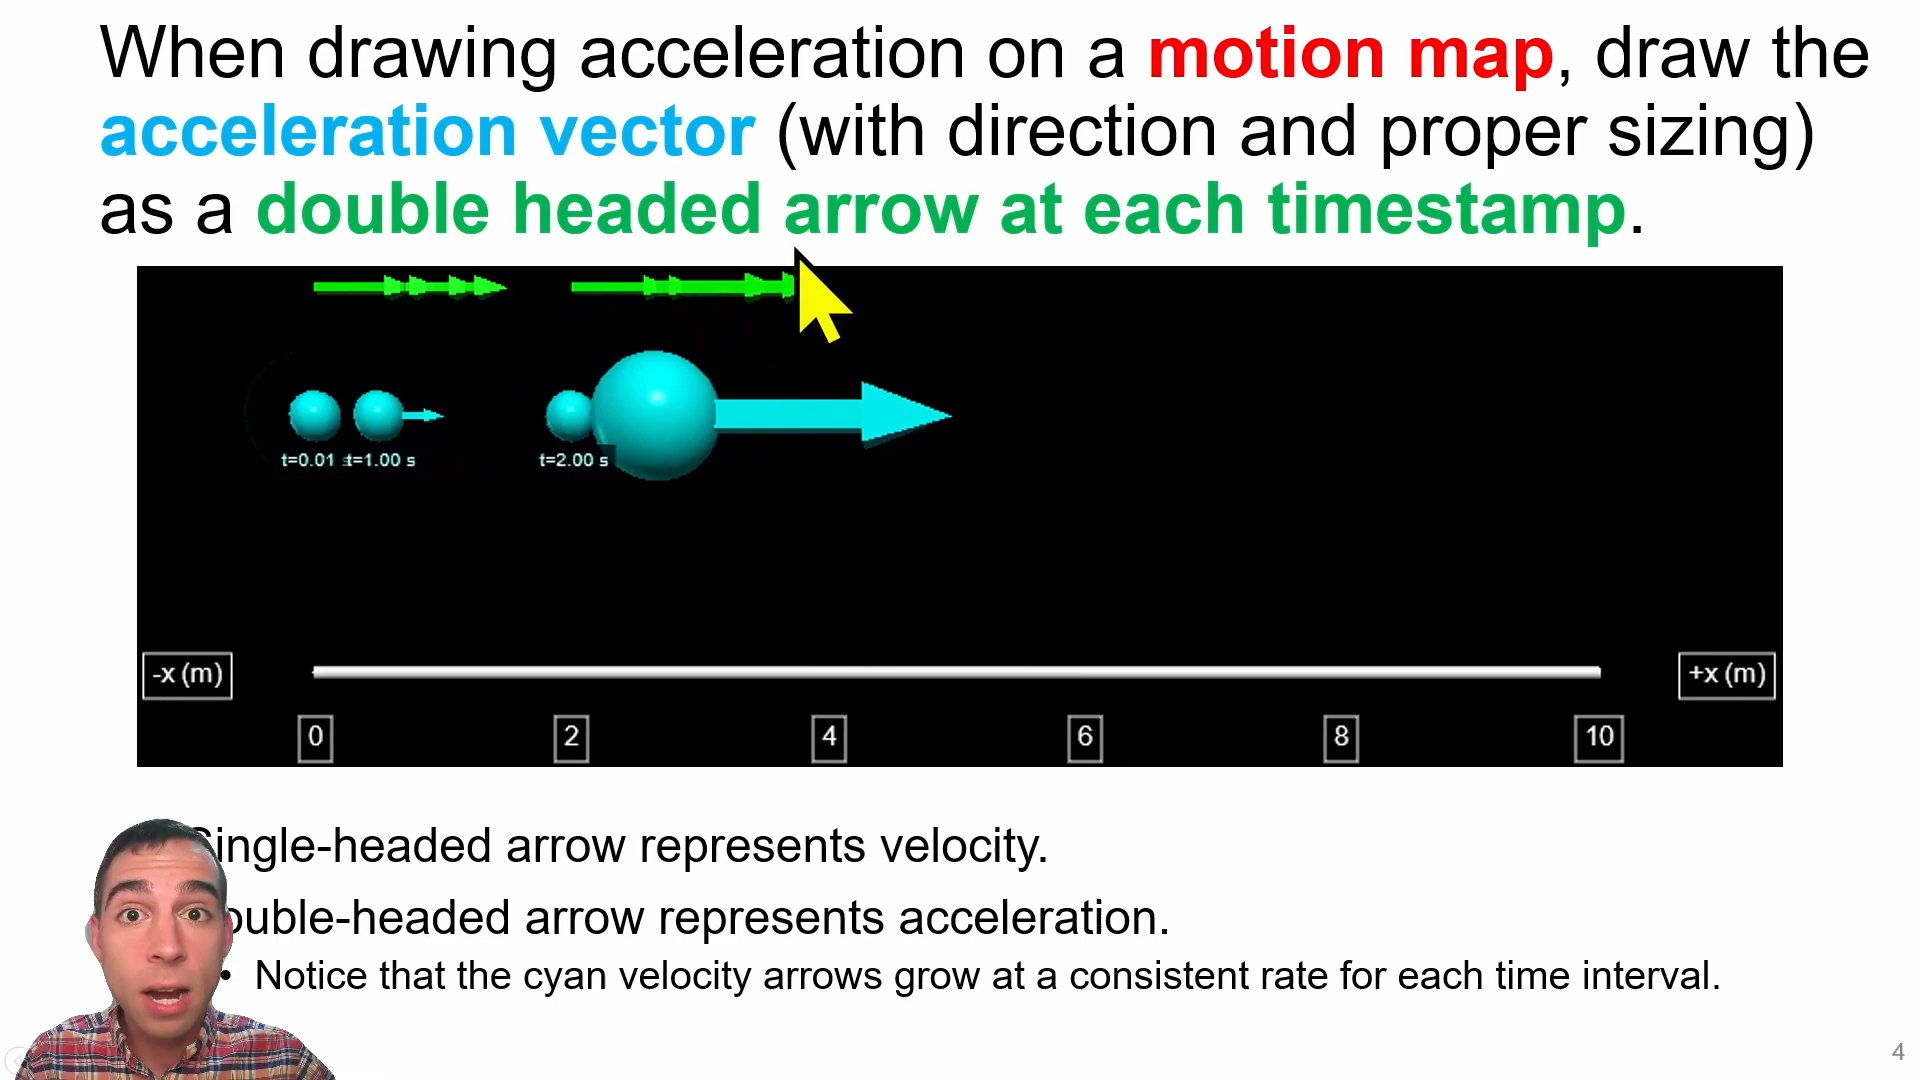 When drawing acceleration on a motion map, draw the
acceleration vector (with direction and proper sizing)
as a double headed arrow at each timestamp.
t=0.01 t=1.00 s t=2.00 s
-x (m) +x (m)
0 2 4 6 8 10
ingle-headed arrow represents velocity.
ouble-headed arrow represents acceleration.
• Notice that the cyan velocity arrows grow at a consistent rate for each time interval.
4